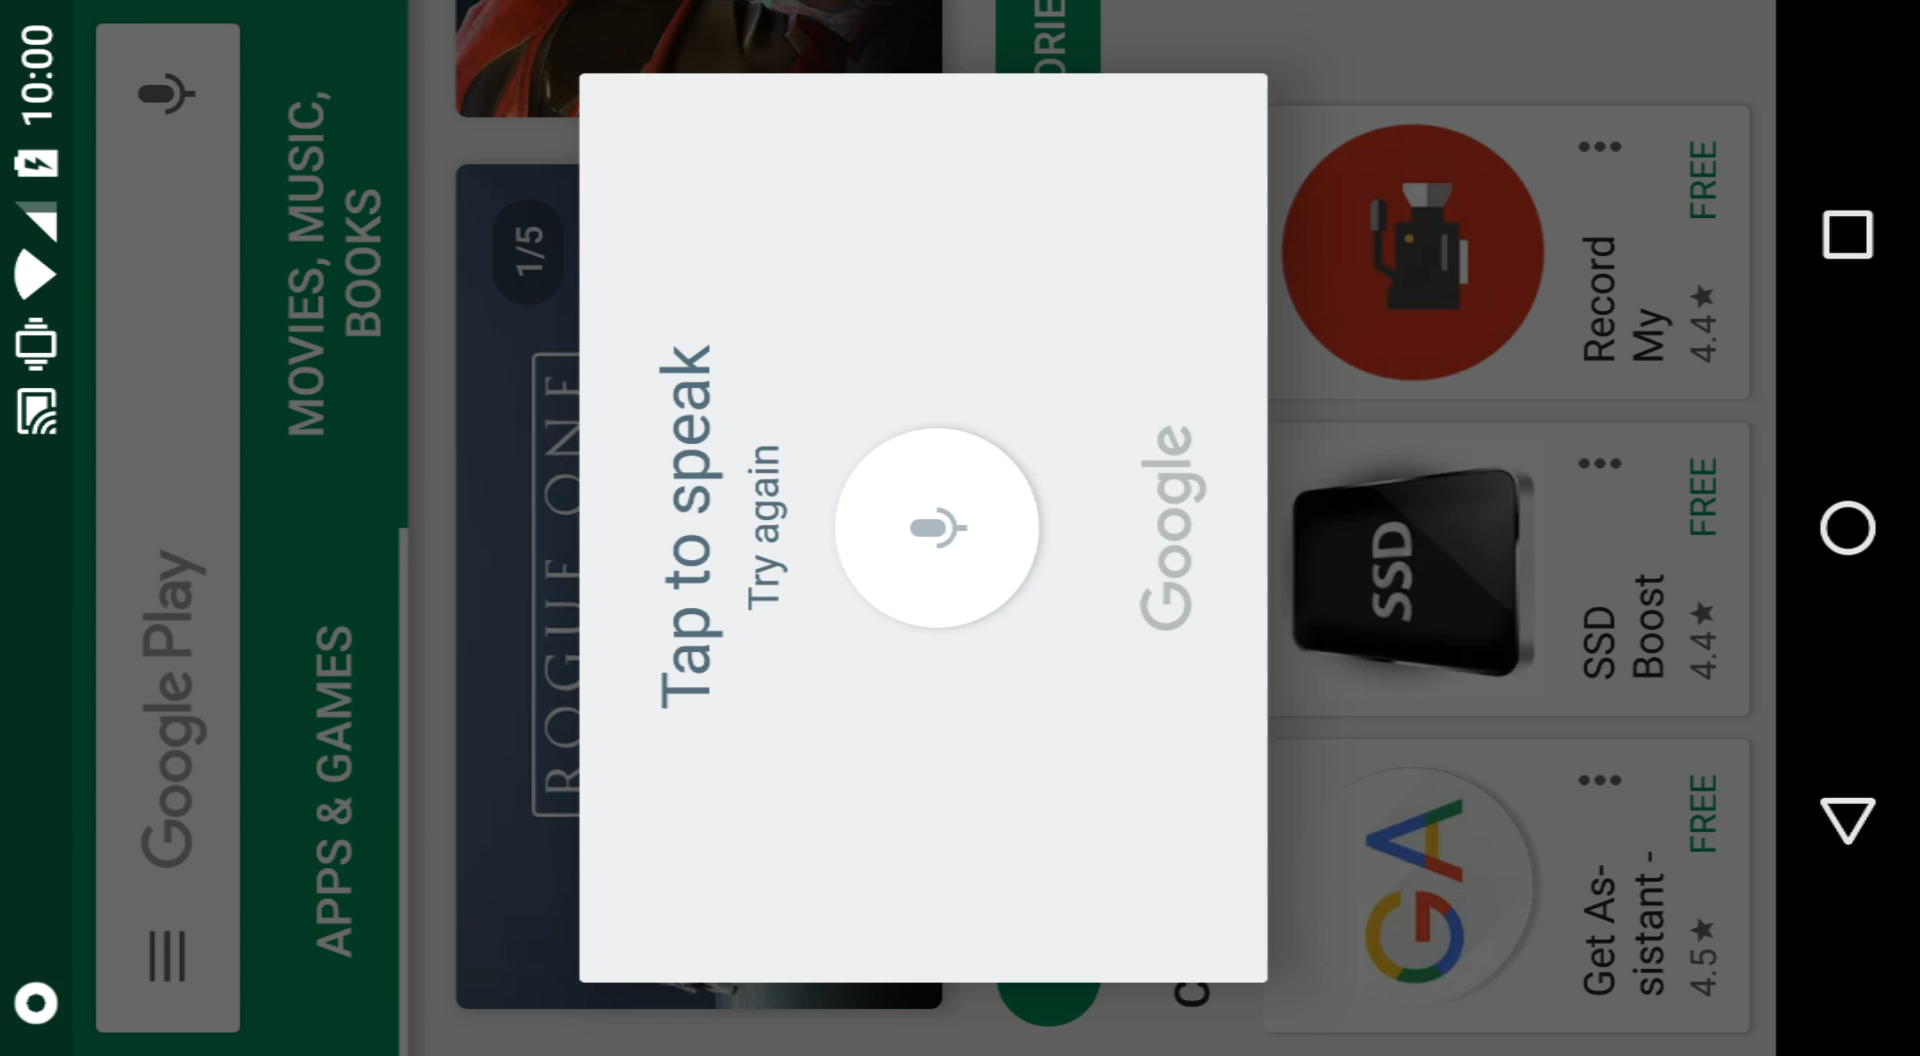 10:00
Google Play
APPS & GAMES
MOVIES, MUSIC,
BOOKS
1/5
ROGUE ONE
Tap to speak
Try again
Google
Get As-
sistant -
4.5★ FREE
SSD
SSD
Boost
4.4★ FREE
Record
My
4.4★ FREE
GA